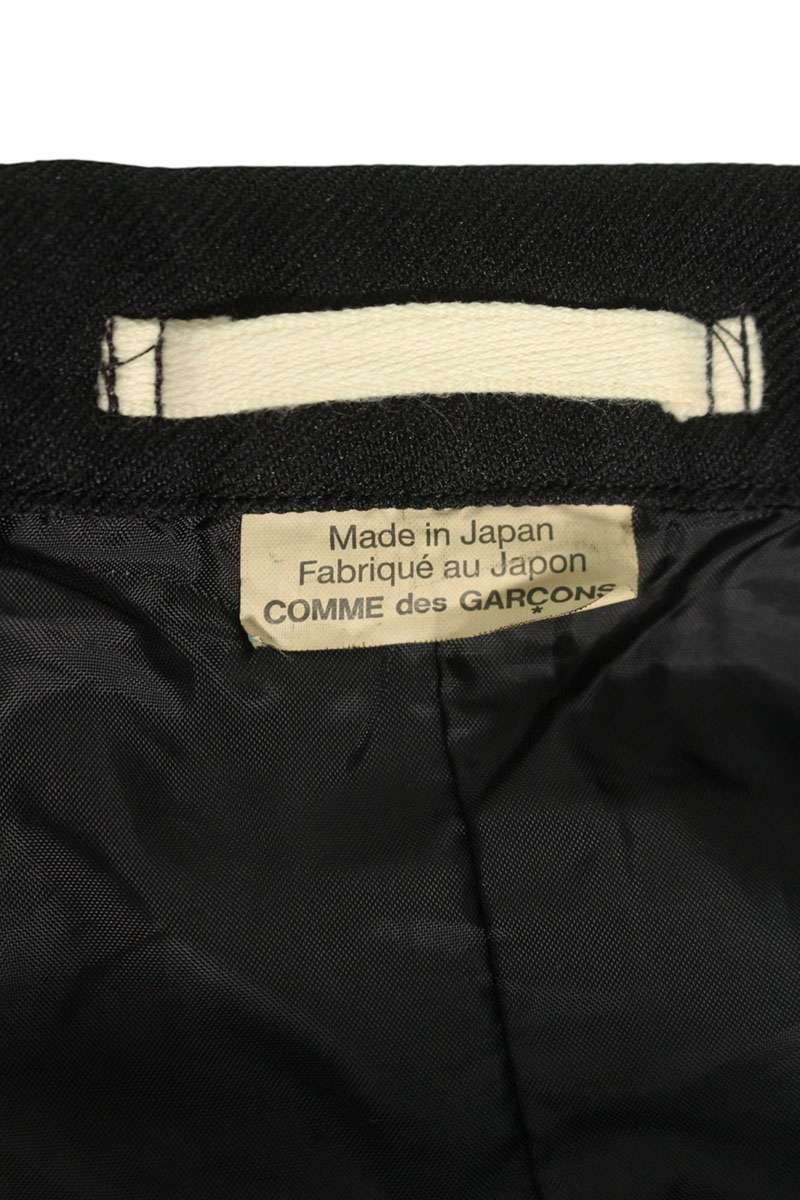 Made in Japan
Fabriqué au Japon
COMME des GARÇONS
*